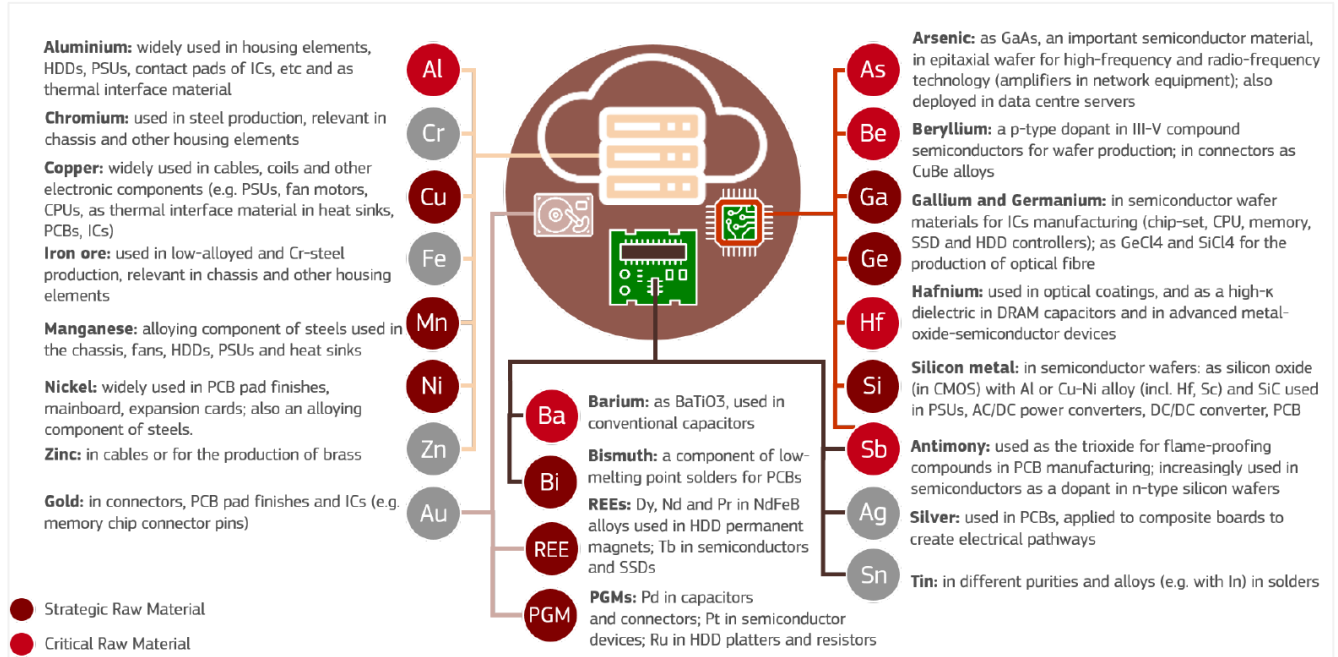 Aluminium: widely used in housing elements,
HDDs, PSUs, contact pads of ICs, etc and as
thermal interface material
Al
Chromium: used in steel production, relevant in
chassis and other housing elements
Cr
Copper: widely used in cables, coils and other
electronic components (e.g. PSUs, fan motors,
CPUs, as thermal interface material in heat sinks,
PCBs, ICs)
Cu
Iron ore: used in low-alloyed and Cr-steel
production, relevant in chassis and other housing
elements
Fe
Manganese: alloying component of steels used in
the chassis, fans, HDDs, PSUs and heat sinks
Mn
Nickel: widely used in PCB pad finishes,
mainboard, expansion cards; also an alloying
component of steels.
Ni
Zinc: in cables or for the production of brass
Zn
Gold: in connectors, PCB pad finishes and ICs (e.g.
memory chip connector pins)
Au
Strategic Raw Material
Critical Raw Material
Ba
Barium: as BaTiO3, used in
conventional capacitors
Bi
Bismuth: a component of low-
melting point solders for PCBs
REE
REEs: Dy, Nd and Pr in NdFeB
alloys used in HDD permanent
magnets; Tb in semiconductors
and SSDs
PGM
PGMs: Pd in capacitors
and connectors; Pt in semiconductor
devices; Ru in HDD platters and resistors
As
Arsenic: as GaAs, an important semiconductor material,
in epitaxial wafer for high-frequency and radio-frequency
technology (amplifiers in network equipment); also
deployed in data centre servers
Be
Beryllium: a p-type dopant in III-V compound
semiconductors for wafer production; in connectors as
CuBe alloys
Ga
Ge
Gallium and Germanium: in semiconductor wafer
materials for ICs manufacturing (chip-set, CPU, memory,
SSD and HDD controllers); as GeCl4 and SiCl4 for the
production of optical fibre
Hf
Hafnium: used in optical coatings, and as a high-κ
dielectric in DRAM capacitors and in advanced metal-
oxide-semiconductor devices
Si
Silicon metal: in semiconductor wafers: as silicon oxide
(in CMOS) with Al or Cu-Ni alloy (incl. Hf, Sc) and SiC used
in PSUs, AC/DC power converters, DC/DC converter, PCB
Sb
Antimony: used as the trioxide for flame-proofing
compounds in PCB manufacturing; increasingly used in
semiconductors as a dopant in n-type silicon wafers
Ag
Silver: used in PCBs, applied to composite boards to
create electrical pathways
Sn
Tin: in different purities and alloys (e.g. with In) in solders